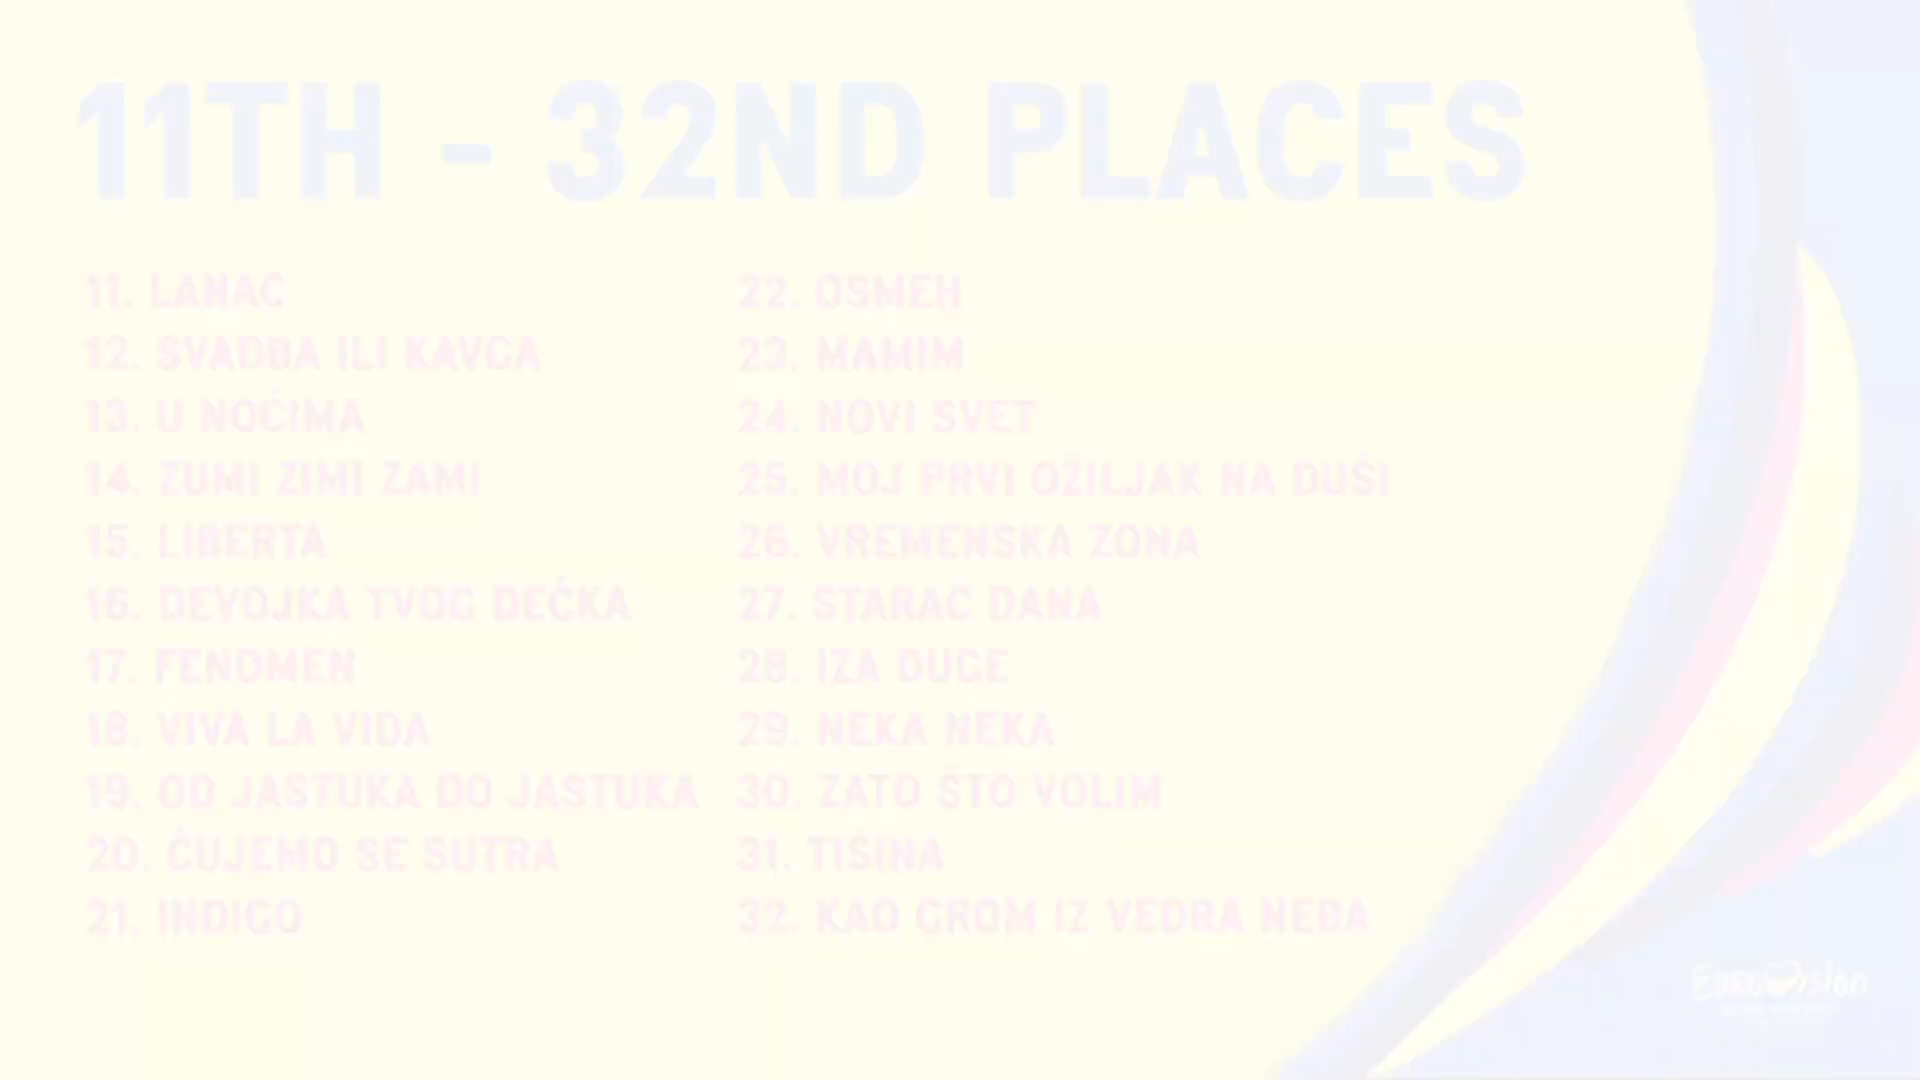 11TH - 32ND PLACES
11. LANAC
12. SVADBA ILI KAVGA
13. U NOĆIMA
14. ZUMI ZIMI ZAMI
15. LIBERTA
16. DEVOJKA TVOG DEČKA
17. FENOMEN
18. VIVA LA VIDA
19. OD JASTUKA DO JASTUKA
20. ČUJEMO SE SUTRA
21. INDIGO
22. OSMEH
23. MAMIM
24. NOVI SVET
25. MOJ PRVI OŽILJAK NA DUŠI
26. VREMENSKA ZONA
27. STARAC DANA
28. IZA DUGE
29. NEKA NEKA
30. ZATO ŠTO VOLIM
31. TIŠINA
32. KAO GROM IZ VEDRA NEBA
EUROVISION